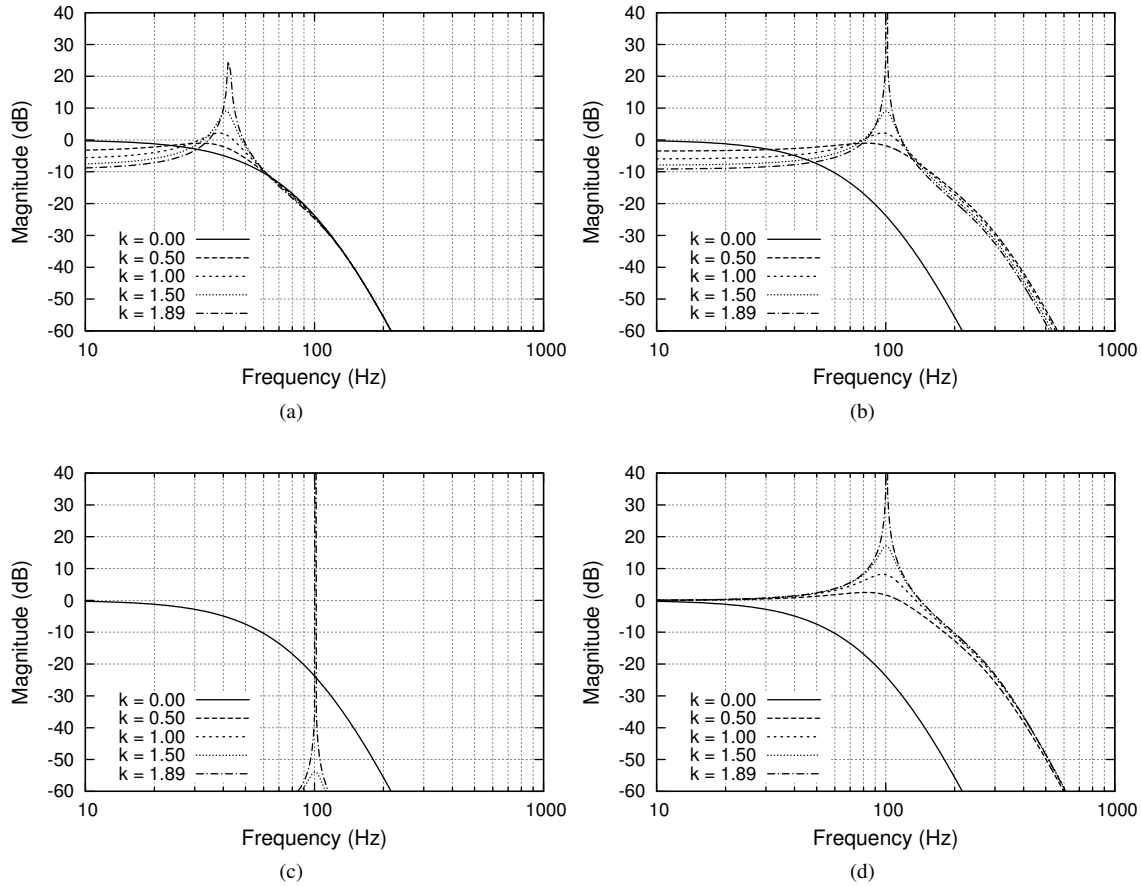 40
30
20
10
0
-10
-20
-30
-40
-50
-60
Magnitude (dB)
k = 0.00
k = 0.50
k = 1.00
k = 1.50
k = 1.89
10 100 1000
Frequency (Hz)
(a)
40
30
20
10
0
-10
-20
-30
-40
-50
-60
Magnitude (dB)
k = 0.00
k = 0.50
k = 1.00
k = 1.50
k = 1.89
10 100 1000
Frequency (Hz)
(b)
40
30
20
10
0
-10
-20
-30
-40
-50
-60
Magnitude (dB)
k = 0.00
k = 0.50
k = 1.00
k = 1.50
k = 1.89
10 100 1000
Frequency (Hz)
(c)
40
30
20
10
0
-10
-20
-30
-40
-50
-60
Magnitude (dB)
k = 0.00
k = 0.50
k = 1.00
k = 1.50
k = 1.89
10 100 1000
Frequency (Hz)
(d)